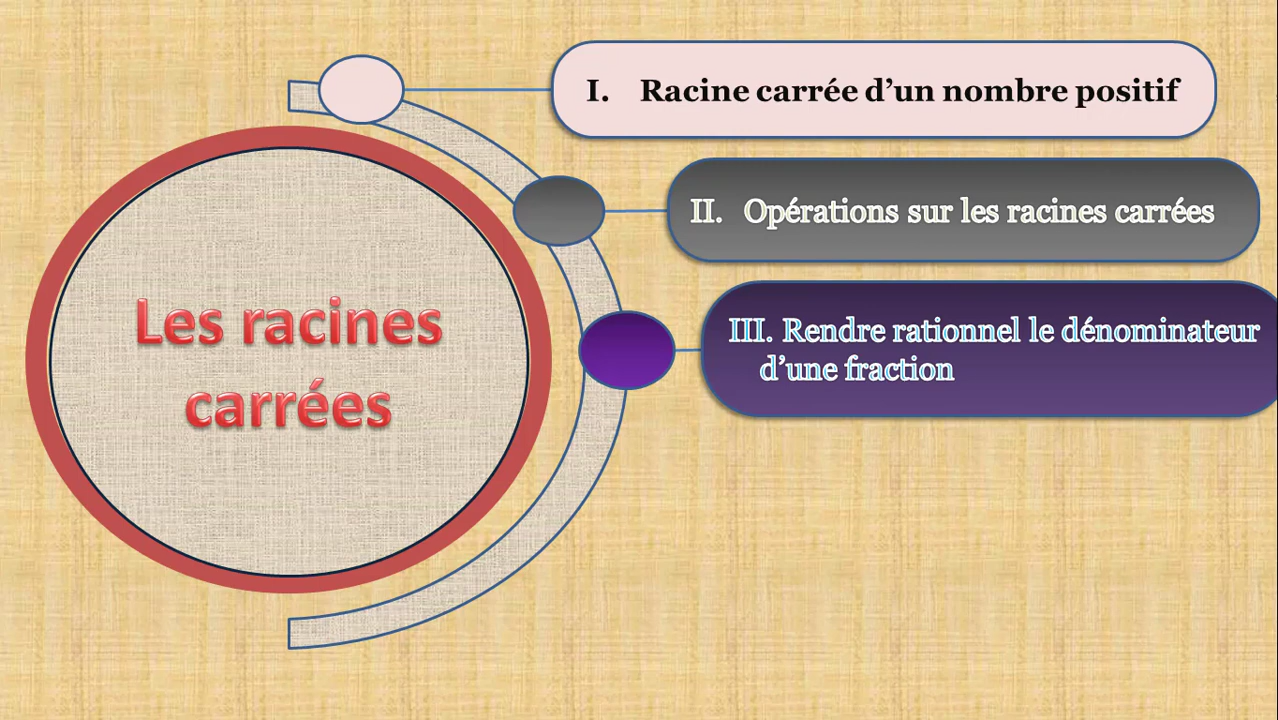 Les racines
carrées
I. Racine carrée d’un nombre positif
II. Opérations sur les racines carrées
III. Rendre rationnel le dénominateur
d’une fraction